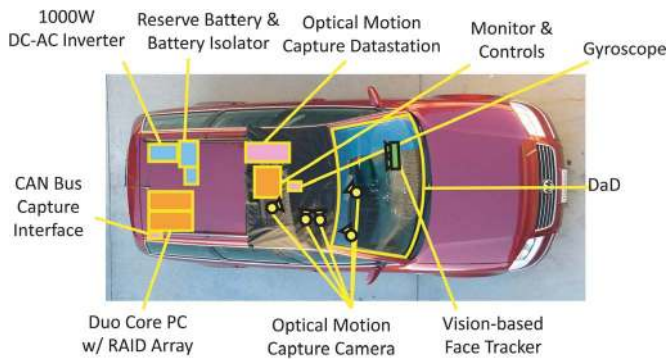 1000W
DC-AC Inverter
Reserve Battery &
Battery Isolator
Optical Motion
Capture Datastation
Monitor &
Controls
Gyroscope
CAN Bus
Capture
Interface
DaD
Duo Core PC
w/ RAID Array
Optical Motion
Capture Camera
Vision-based
Face Tracker